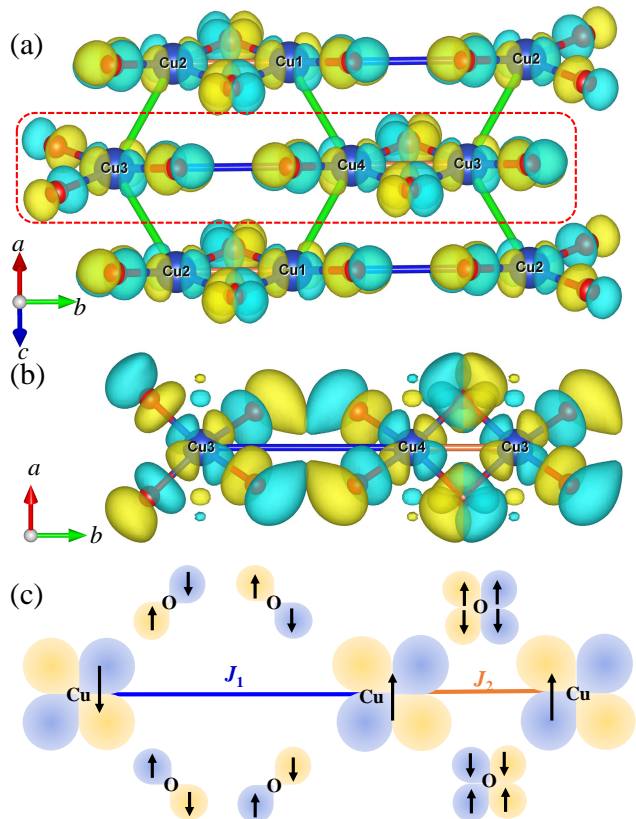 (a)
Cu2 Cu1 Cu2
Cu3 Cu4 Cu3
Cu2 Cu1 Cu2
a
b
c
(b)
Cu3 Cu4 Cu3
a
b
(c)
O O O
Cu J1 Cu J2 Cu
O O O